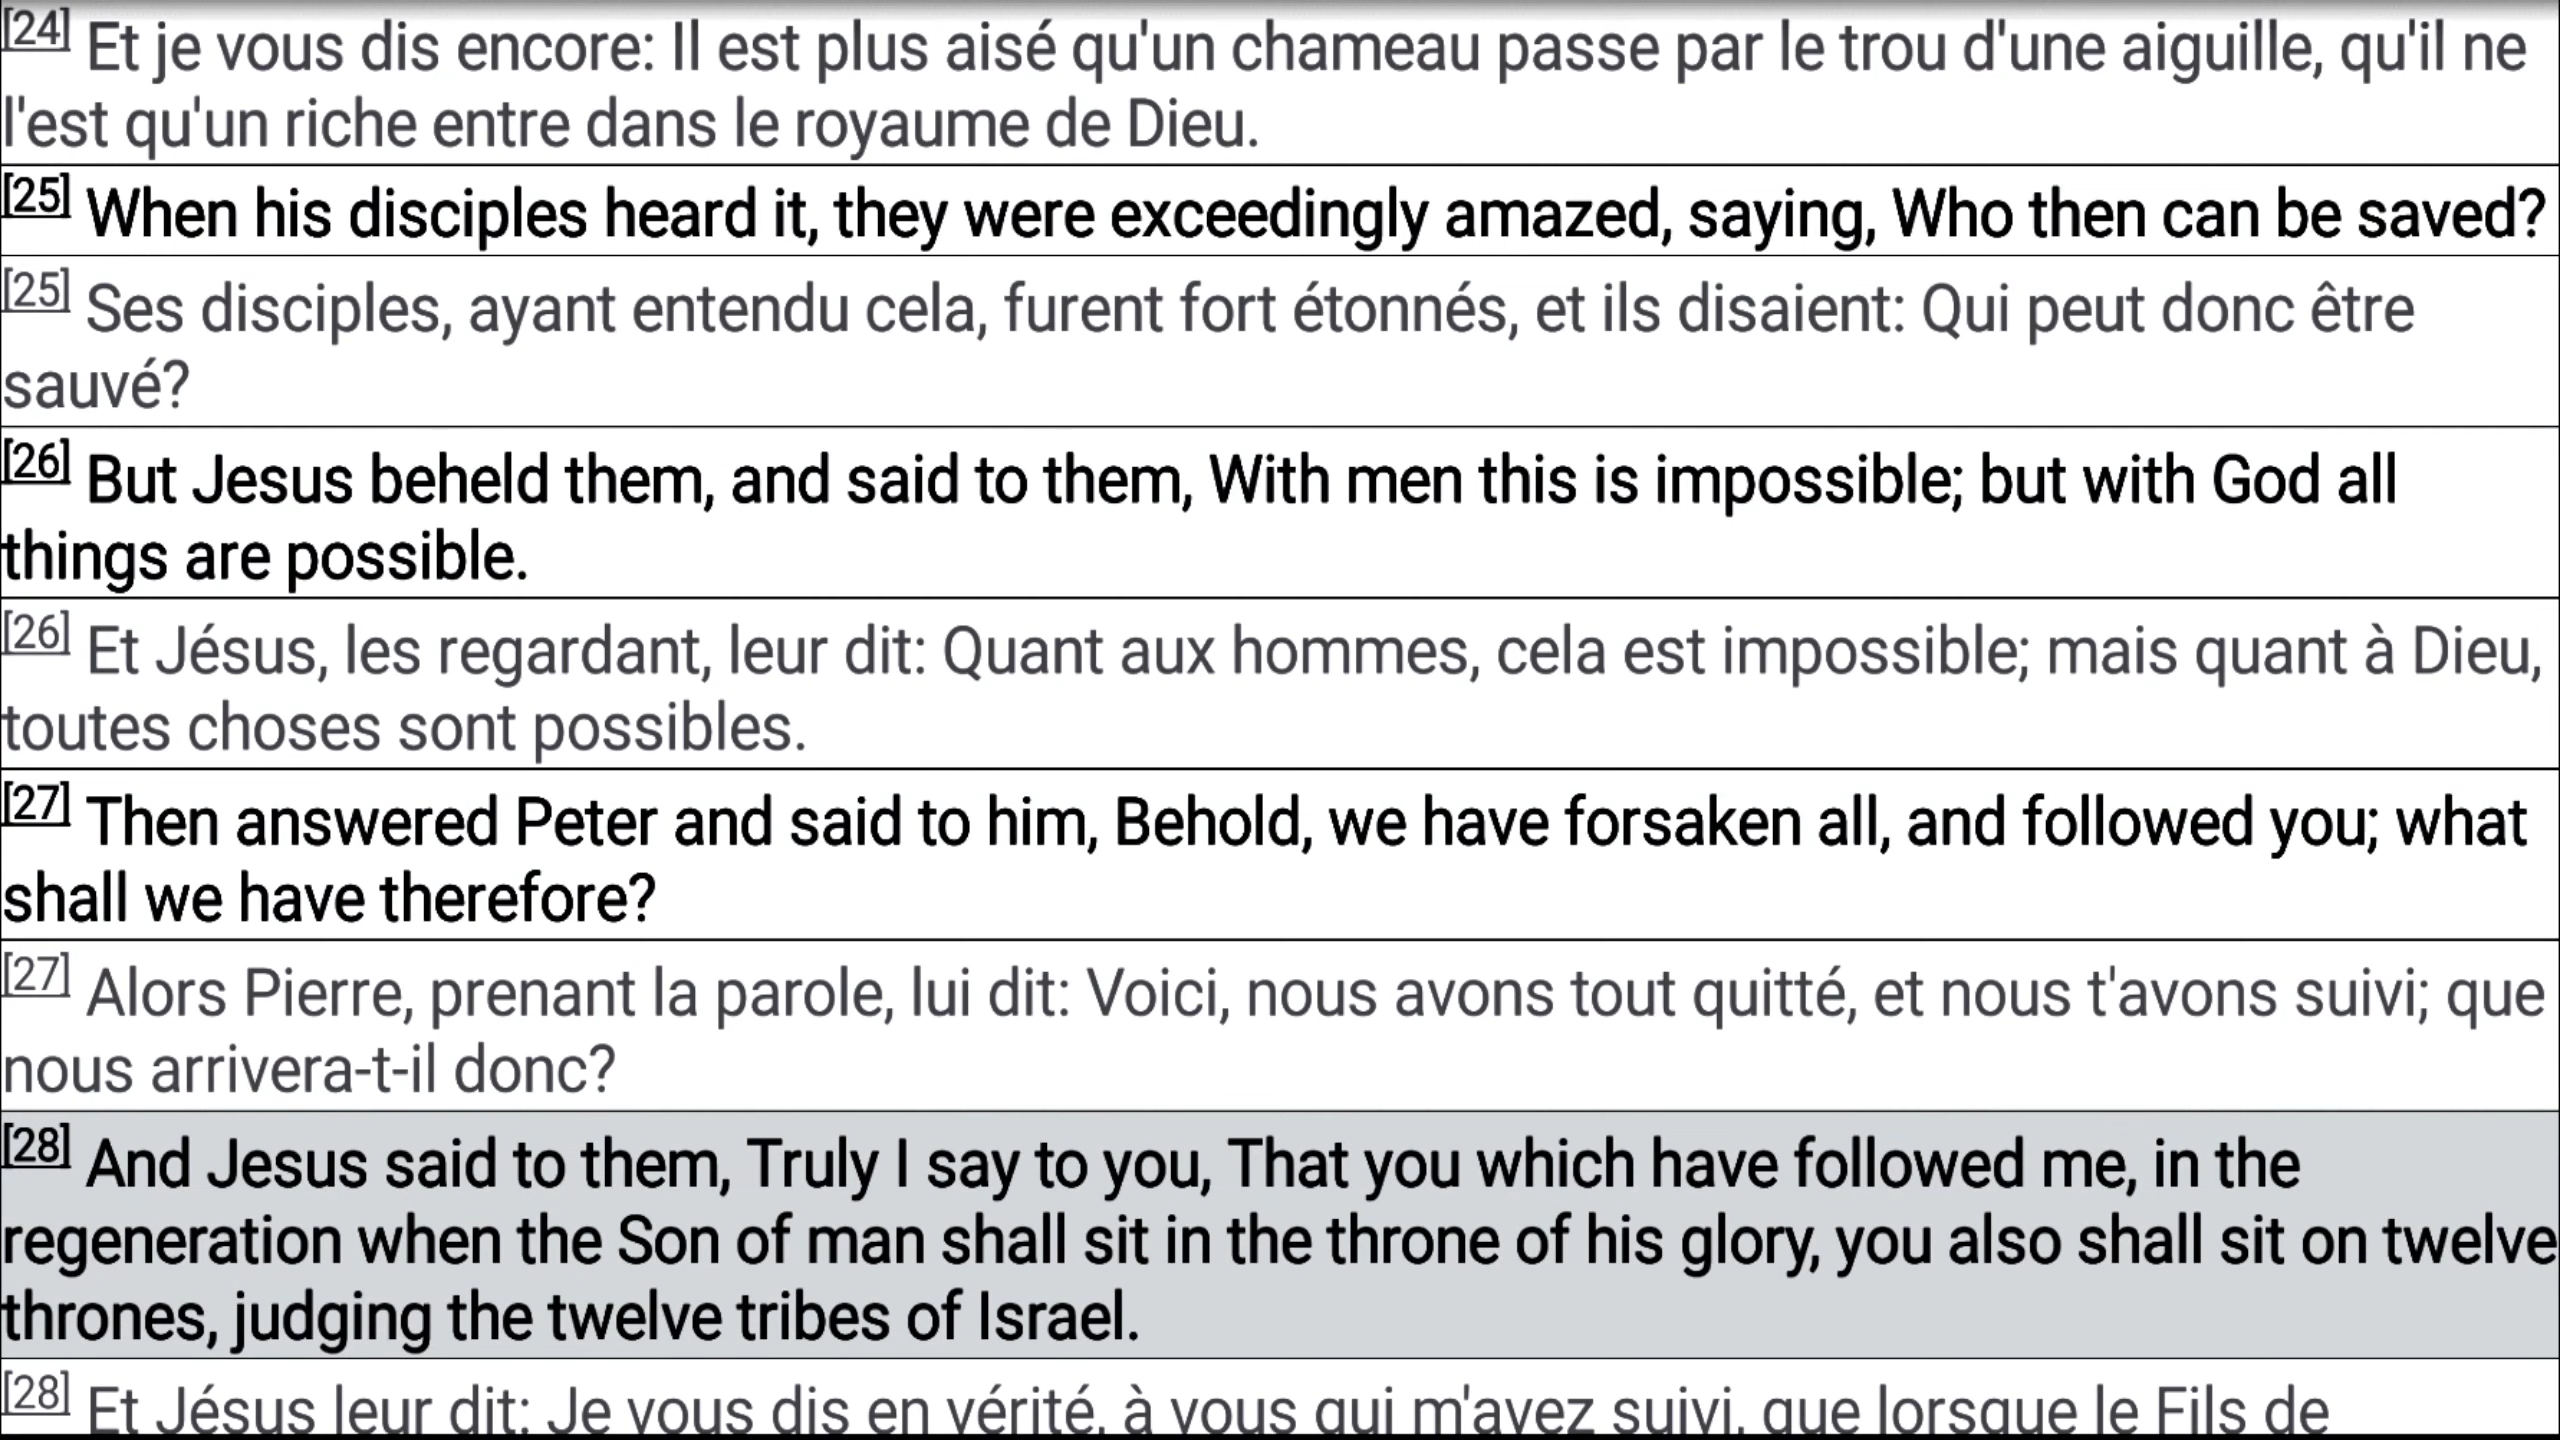 [24] Et je vous dis encore: Il est plus aisé qu'un chameau passe par le trou d'une aiguille, qu'il ne
l'est qu'un riche entre dans le royaume de Dieu.
[25] When his disciples heard it, they were exceedingly amazed, saying, Who then can be saved?
[25] Ses disciples, ayant entendu cela, furent fort étonnés, et ils disaient: Qui peut donc être
sauvé?
[26] But Jesus beheld them, and said to them, With men this is impossible; but with God all
things are possible.
[26] Et Jésus, les regardant, leur dit: Quant aux hommes, cela est impossible; mais quant à Dieu,
toutes choses sont possibles.
[27] Then answered Peter and said to him, Behold, we have forsaken all, and followed you; what
shall we have therefore?
[27] Alors Pierre, prenant la parole, lui dit: Voici, nous avons tout quitté, et nous t'avons suivi; que
nous arrivera-t-il donc?
[28] And Jesus said to them, Truly I say to you, That you which have followed me, in the
regeneration when the Son of man shall sit in the throne of his glory, you also shall sit on twelve
thrones, judging the twelve tribes of Israel.
[28] Et Jésus leur dit: Je vous dis en vérité, à vous qui m'avez suivi, que lorsque le Fils de